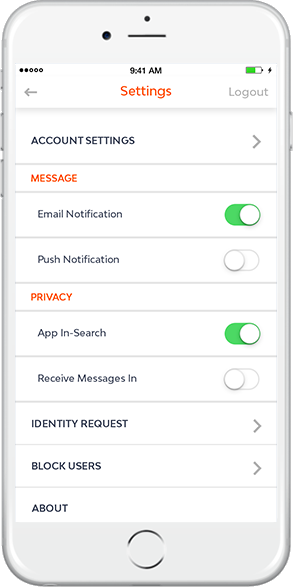 9:41 AM
Settings
Logout
ACCOUNT SETTINGS
MESSAGE
Email Notification
Push Notification
PRIVACY
App In-Search
Receive Messages In
IDENTITY REQUEST
BLOCK USERS
ABOUT